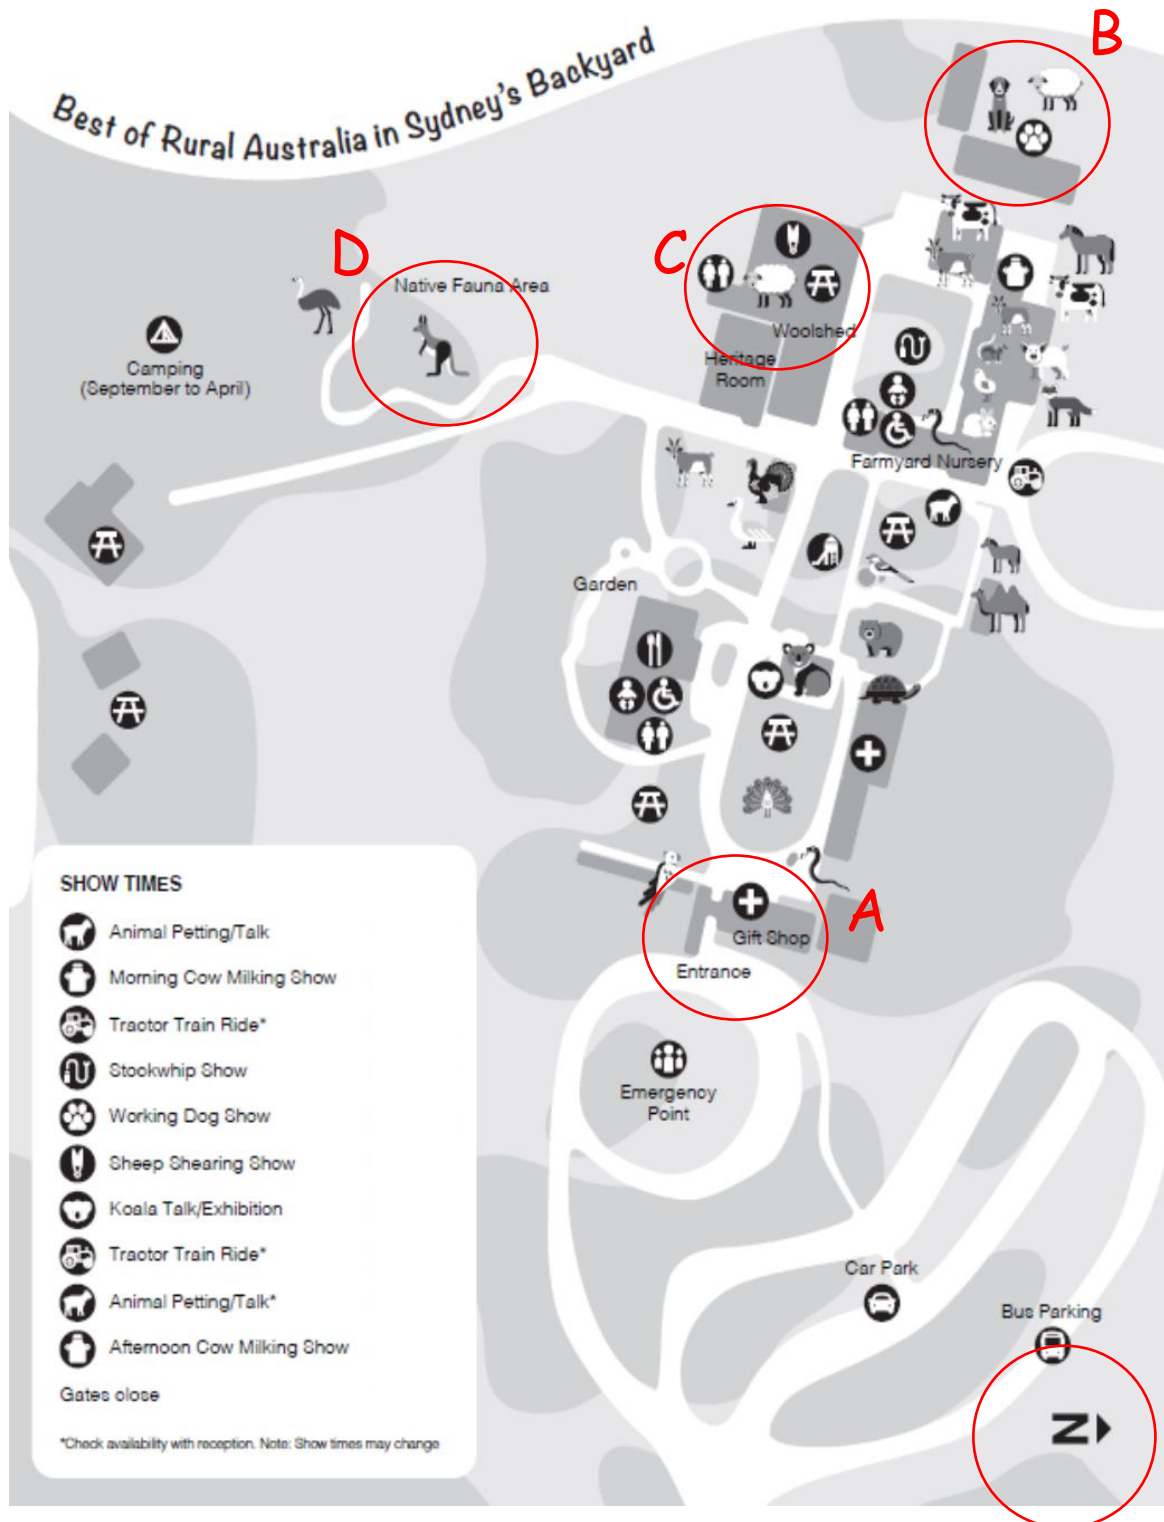 Best of Rural Australia in Sydney's Backyard
B
D
C
Native Fauna Area
Camping
(September to April)
Woolshed
Heritage
Room
Farmyard Nursery
Garden
A
Gift Shop
Entrance
Emergency
Point
Car Park
Bus Parking
N
SHOW TIMES
Animal Petting/Talk
Morning Cow Milking Show
Tractor Train Ride*
Stockwhip Show
Working Dog Show
Sheep Shearing Show
Koala Talk/Exhibition
Tractor Train Ride*
Animal Petting/Talk*
Afternoon Cow Milking Show
Gates close
*Check availability with reception. Note: Show times may change